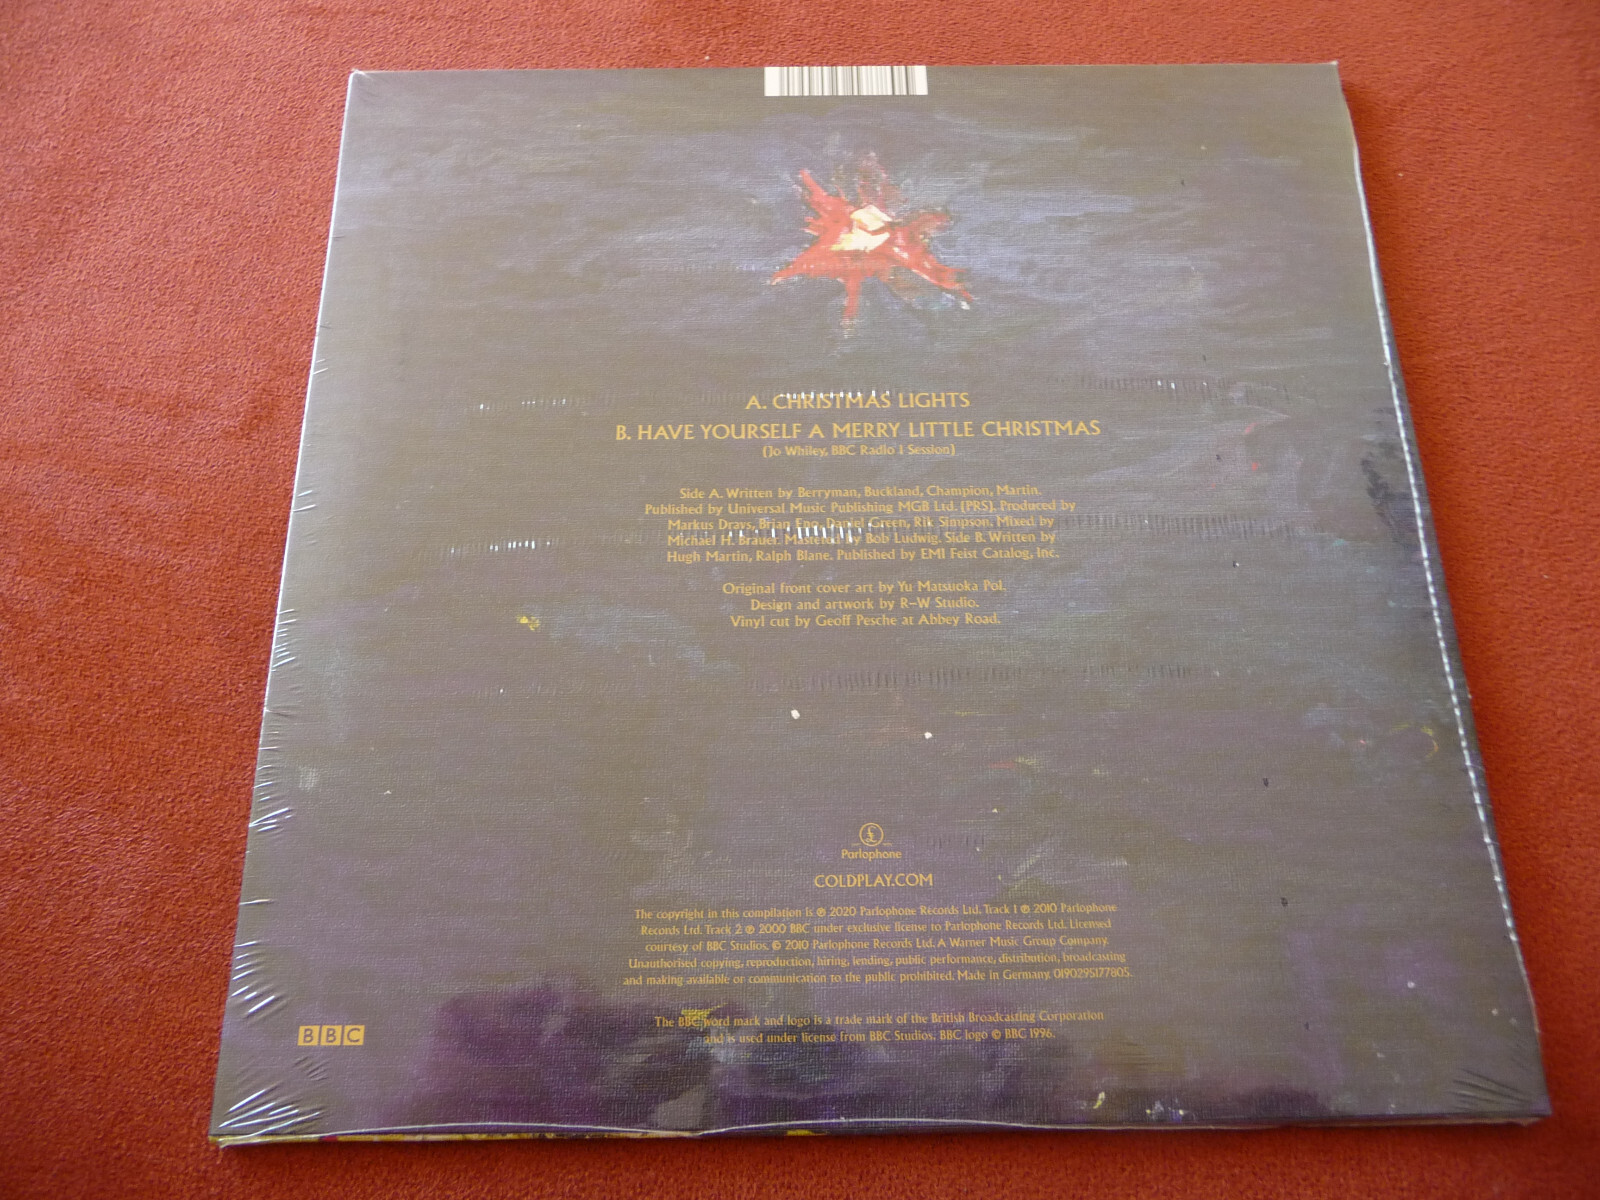 A. CHRISTMAS LIGHTS
B. HAVE YOURSELF A MERRY LITTLE CHRISTMAS
(Jo Whiley, BBC Radio 1 Session)
Side A. Written by Berryman, Buckland, Champion, Martin.
Published by Universal Music Publishing MGB Ltd. (PRS). Produced by
Markus Dravs, Brian Eno, Daniel Green, Rik Simpson. Mixed by
Michael H. Brauer. Mastered by Bob Ludwig. Side B. Written by
Hugh Martin, Ralph Blane. Published by EMI Feist Catalog, Inc.
Original front cover art by Yu Matsuoka Pol.
Design and artwork by R–W Studio.
Vinyl cut by Geoff Pesche at Abbey Road.
£
Parlophone
COLDPLAY.COM
The copyright in this compilation is ℗ 2020 Parlophone Records Ltd. Track 1 ℗ 2010 Parlophone
Records Ltd. Track 2 ℗ 2000 BBC under exclusive license to Parlophone Records Ltd. Licensed
courtesy of BBC Studios. © 2010 Parlophone Records Ltd. A Warner Music Group Company.
Unauthorised copying, reproduction, hiring, lending, public performance, distribution, broadcasting
and making available or communication to the public prohibited. Made in Germany. 0190295177805.
The BBC word mark and logo is a trade mark of the British Broadcasting Corporation
and is used under license from BBC Studios. BBC logo © BBC 1996.
BBC